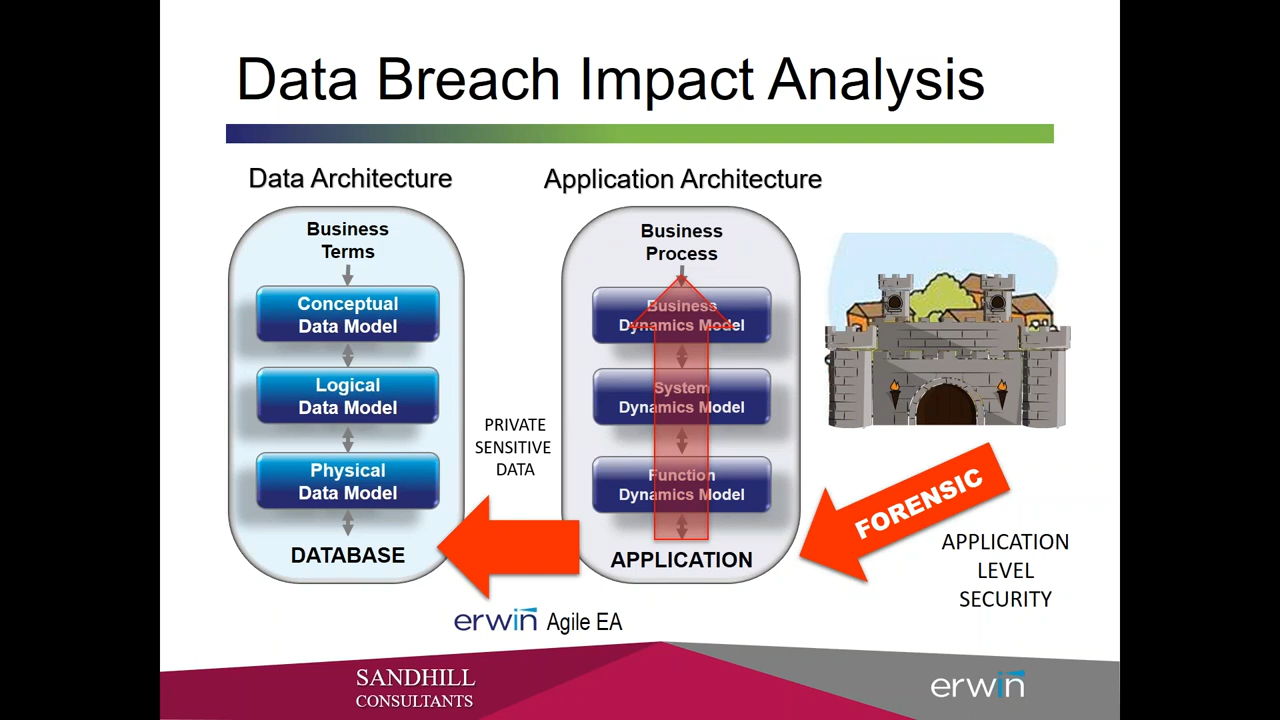 Data Breach Impact Analysis
Data Architecture
Business
Terms
Conceptual
Data Model
Logical
Data Model
Physical
Data Model
DATABASE
PRIVATE
SENSITIVE
DATA
Application Architecture
Business
Process
Business
Dynamics Model
System
Dynamics Model
Function
Dynamics Model
APPLICATION
FORENSIC
APPLICATION
LEVEL
SECURITY
erwin Agile EA
SANDHILL
CONSULTANTS
erwin